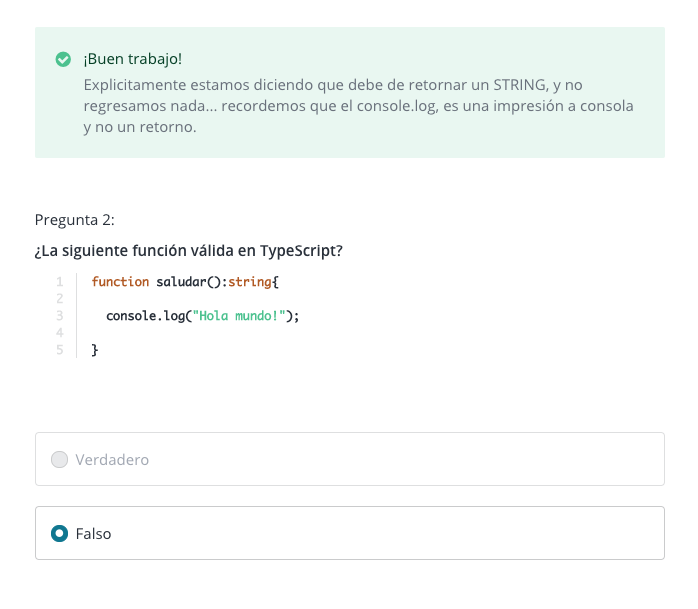 ¡Buen trabajo!
Explicitamente estamos diciendo que debe de retornar un STRING, y no
regresamos nada... recordemos que el console.log, es una impresión a consola
y no un retorno.
Pregunta 2:
¿La siguiente función válida en TypeScript?
1 function saludar():string{
2
3 console.log("Hola mundo!");
4
5 }
Verdadero
Falso